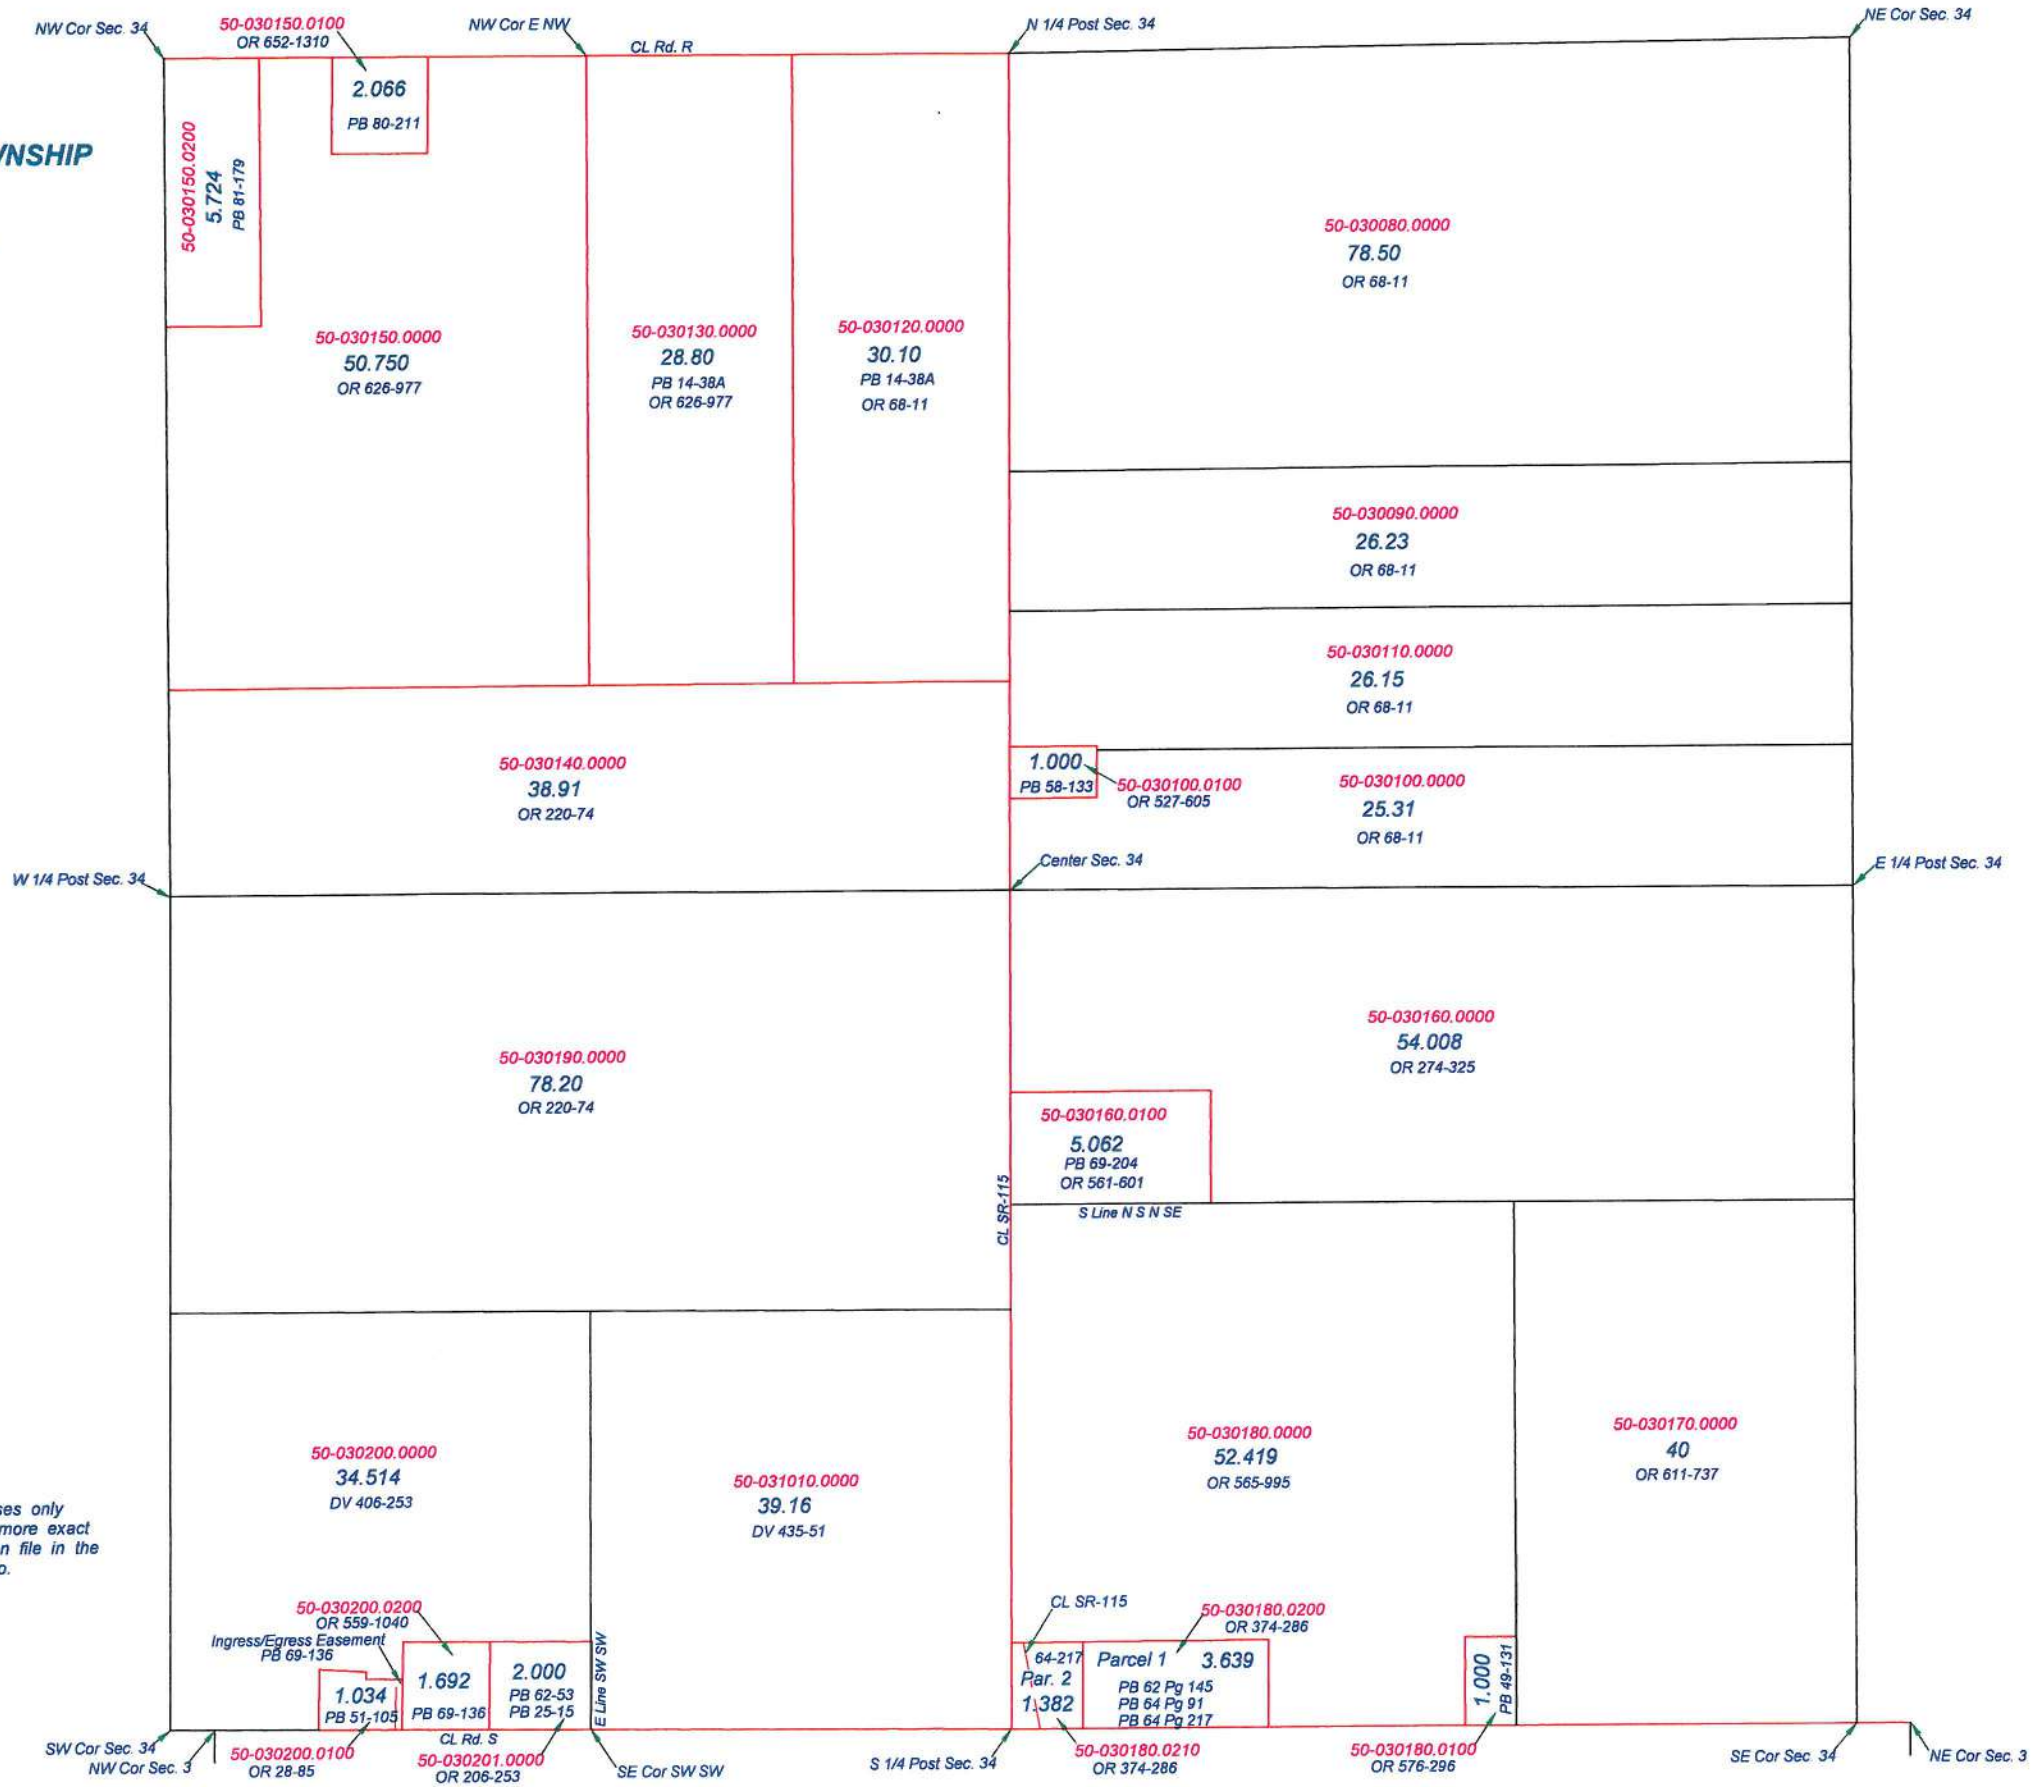 NW Cor Sec. 34
50-030150.0100
OR 652-1310
NW Cor E NW
CL Rd. R
N 1/4 Post Sec. 34
NE Cor Sec. 34
2.066
PB 80-211
50-030150.0200
5.724
PB 81-179
50-030080.0000
78.50
OR 68-11
50-030150.0000
50.750
OR 626-977
50-030130.0000
28.80
PB 14-38A
OR 626-977
50-030120.0000
30.10
PB 14-38A
OR 68-11
50-030090.0000
26.23
OR 68-11
50-030110.0000
26.15
OR 68-11
50-030140.0000
38.91
OR 220-74
1.000
PB 58-133
50-030100.0100
OR 527-605
50-030100.0000
25.31
OR 68-11
W 1/4 Post Sec. 34
Center Sec. 34
E 1/4 Post Sec. 34
50-030190.0000
78.20
OR 220-74
50-030160.0000
54.008
OR 274-325
50-030160.0100
5.062
PB 69-204
OR 561-601
CL SR-115
S Line N S N SE
50-030200.0000
34.514
DV 406-253
50-031010.0000
39.16
DV 435-51
50-030180.0000
52.419
OR 565-995
50-030170.0000
40
OR 611-737
only
more exact
file in the
50-030200.0200
OR 559-1040
Ingress/Egress Easement
PB 69-136
1.034
PB 51-105
1.692
PB 69-136
2.000
PB 62-53
PB 25-15
E Line SW SW
CL SR-115
64-217
Par. 2
1.382
Parcel 1 3.639
PB 62 Pg 145
PB 64 Pg 91
PB 64 Pg 217
50-030180.0200
OR 374-286
1.000
PB 49-131
SW Cor Sec. 34
NW Cor Sec. 3
50-030200.0100
OR 28-85
CL Rd. S
50-030201.0000
OR 206-253
SE Cor SW SW
S 1/4 Post Sec. 34
50-030180.0210
OR 374-286
50-030180.0100
OR 576-296
SE Cor Sec. 34
NE Cor Sec. 3